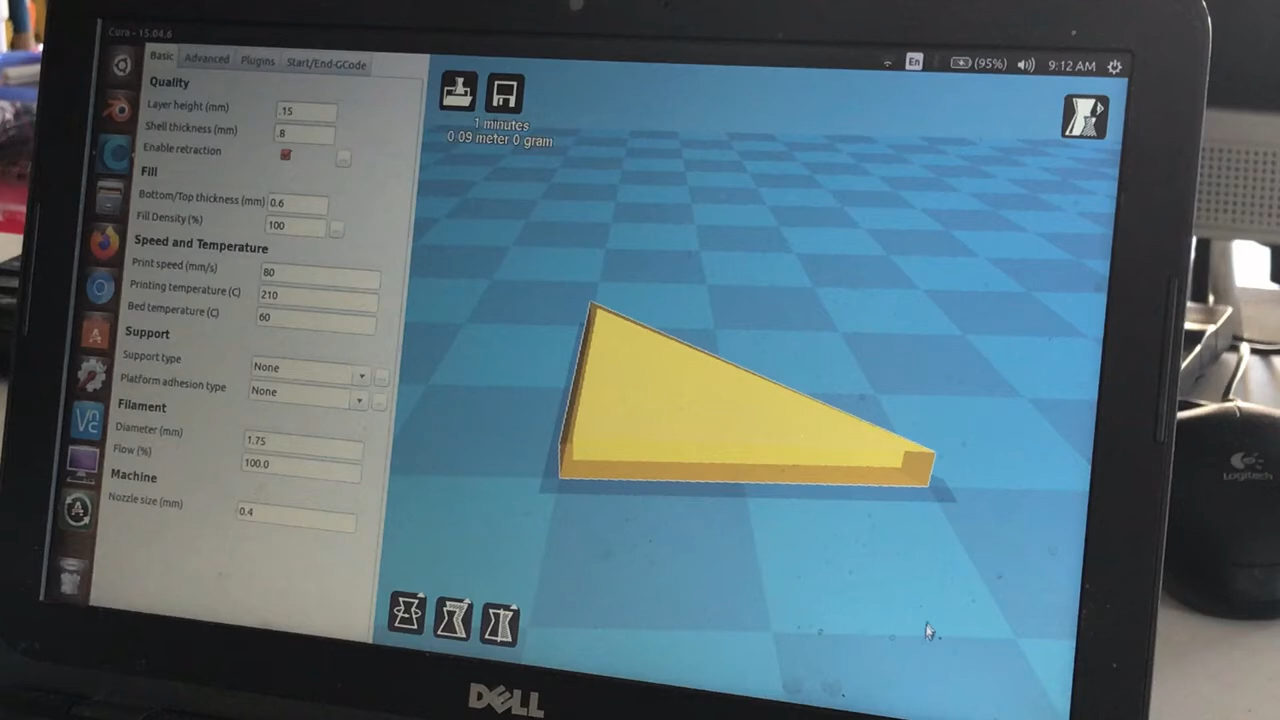 Cura - 15.04.6
En
(95%)
9:12 AM
Basic Advanced Plugins Start/End-GCode
Quality
Layer height (mm) .15
Shell thickness (mm) .8
Enable retraction
Fill
Bottom/Top thickness (mm) 0.6
Fill Density (%) 100
Speed and Temperature
Print speed (mm/s) 80
Printing temperature (C) 210
Bed temperature (C) 60
Support
Support type None
Platform adhesion type None
Filament
Diameter (mm) 1.75
Flow (%) 100.0
Machine
Nozzle size (mm) 0.4
1 minutes
0.09 meter 0 gram
Logitech
DELL